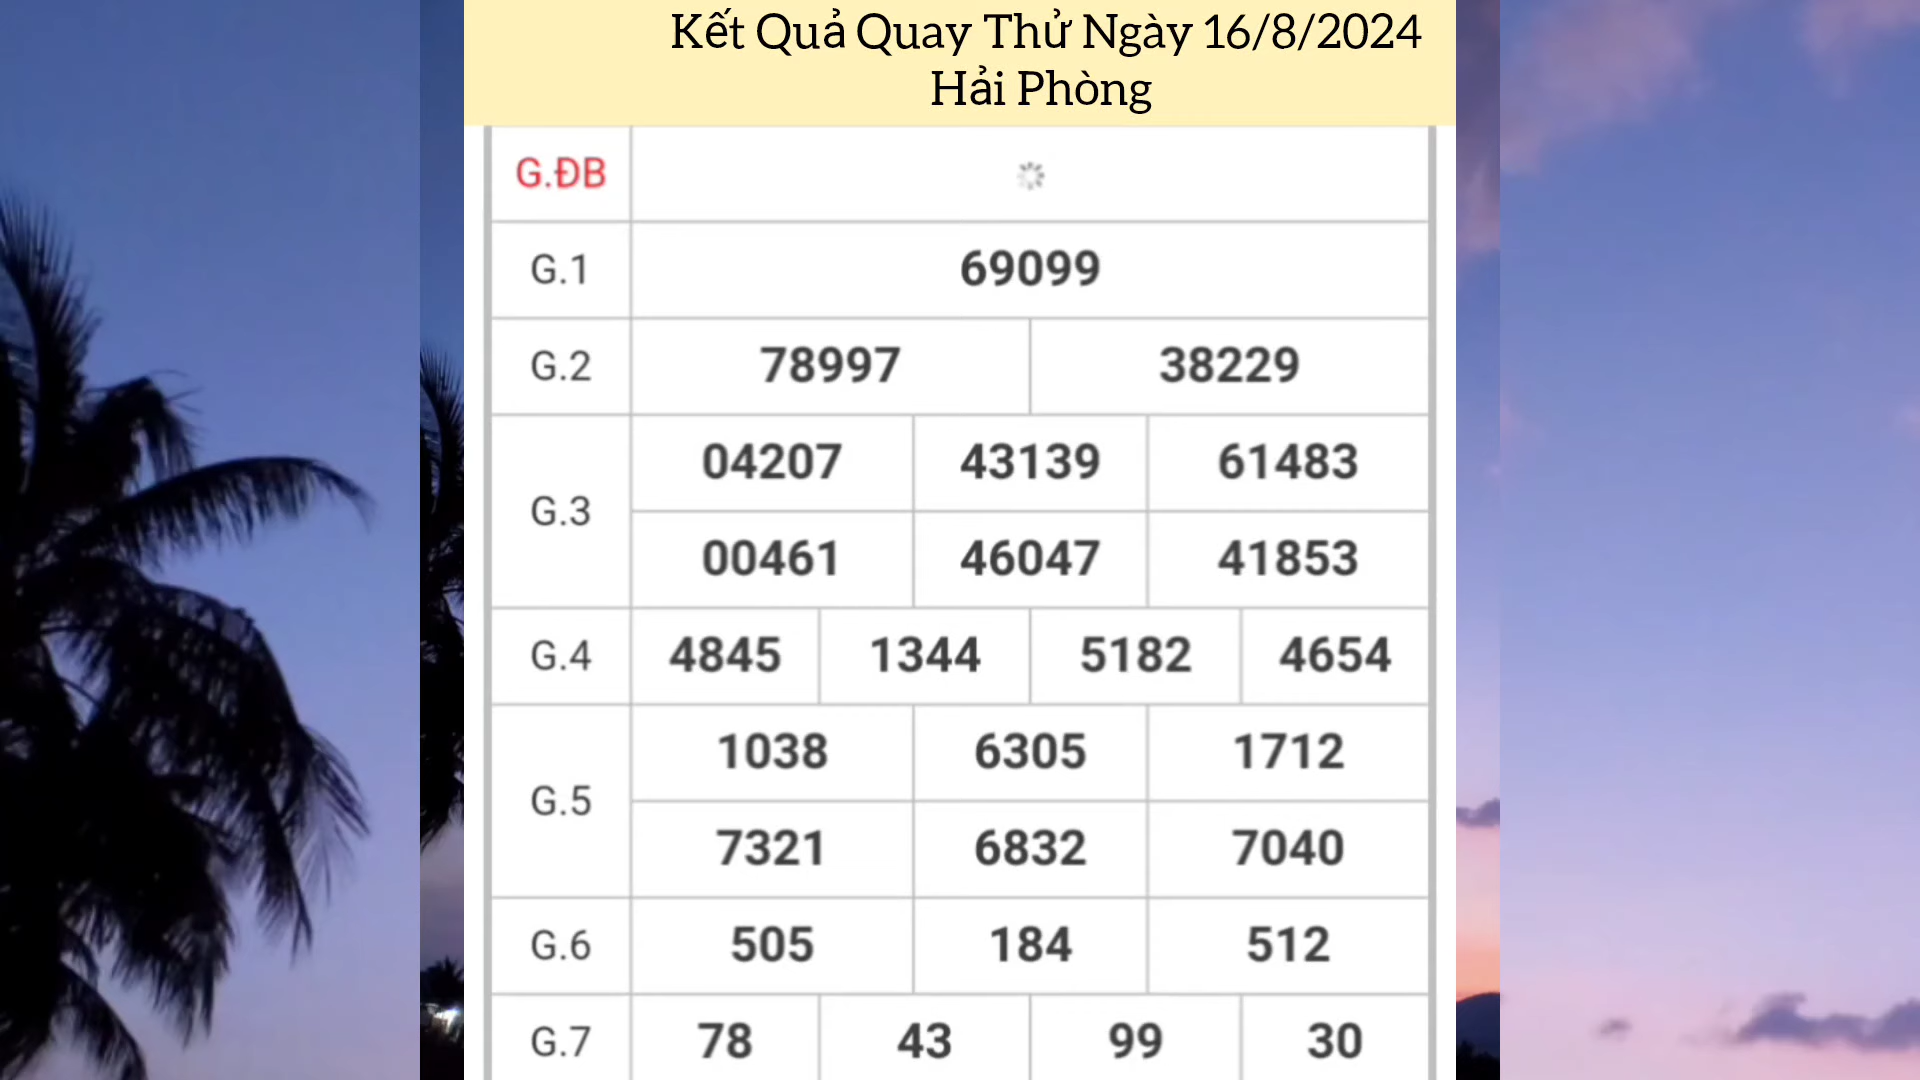 Kết Quả Quay Thử Ngày 16/8/2024
Hải Phòng
G.ĐB
G.1 69099
G.2 78997 38229
G.3
04207 43139 61483
00461 46047 41853
G.4 4845 1344 5182 4654
G.5
1038 6305 1712
7321 6832 7040
G.6 505 184 512
G.7 78 43 99 30